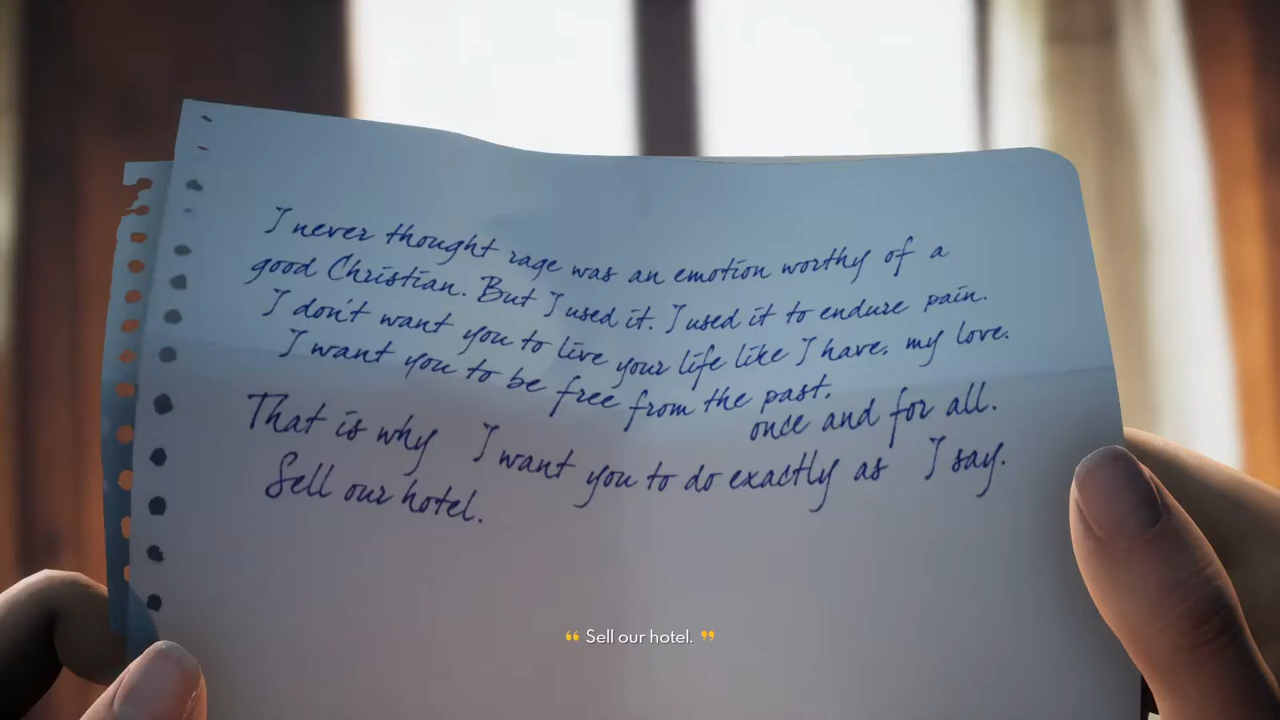 I never thought rage was an emotion worthy of a
good Christian. But I used it. I used it to endure pain.
I don't want you to live your life like I have, my love.
I want you to be free from the past,
once and for all.
That is why I want you to do exactly as I say.
Sell our hotel.
“ Sell our hotel. ”